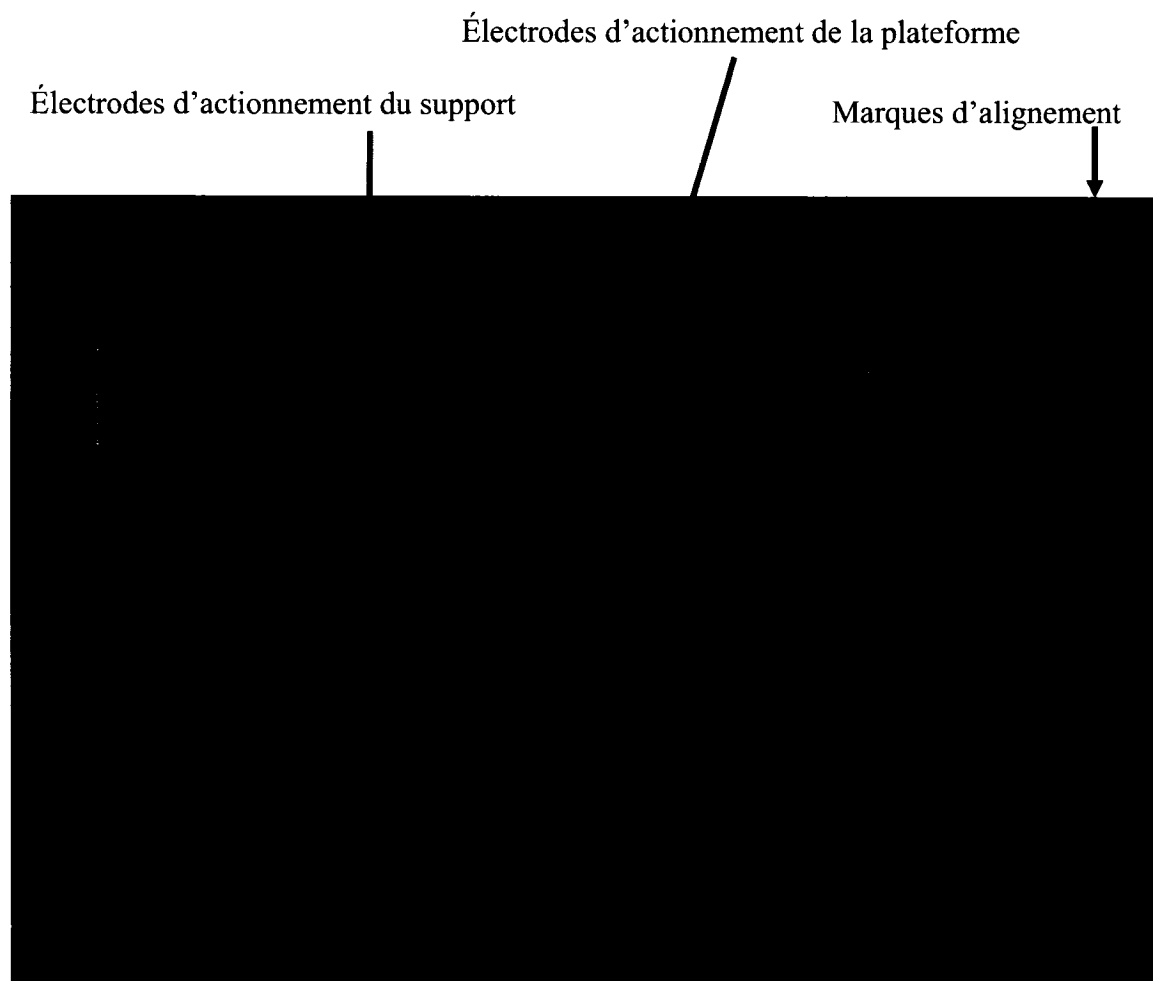 Électrodes d'actionnement de la plateforme
Électrodes d'actionnement du support
Marques d'alignement